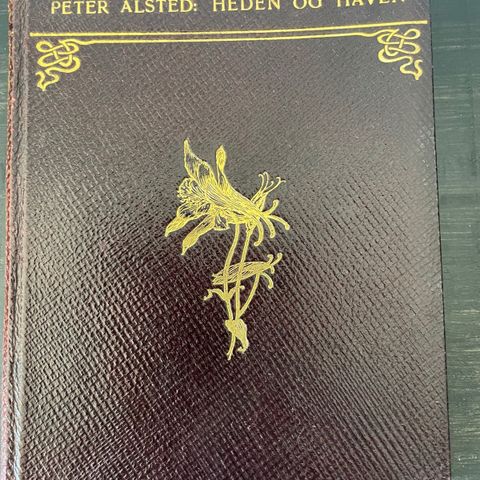 PETER ALSTED: HEDEN OG HAVEN